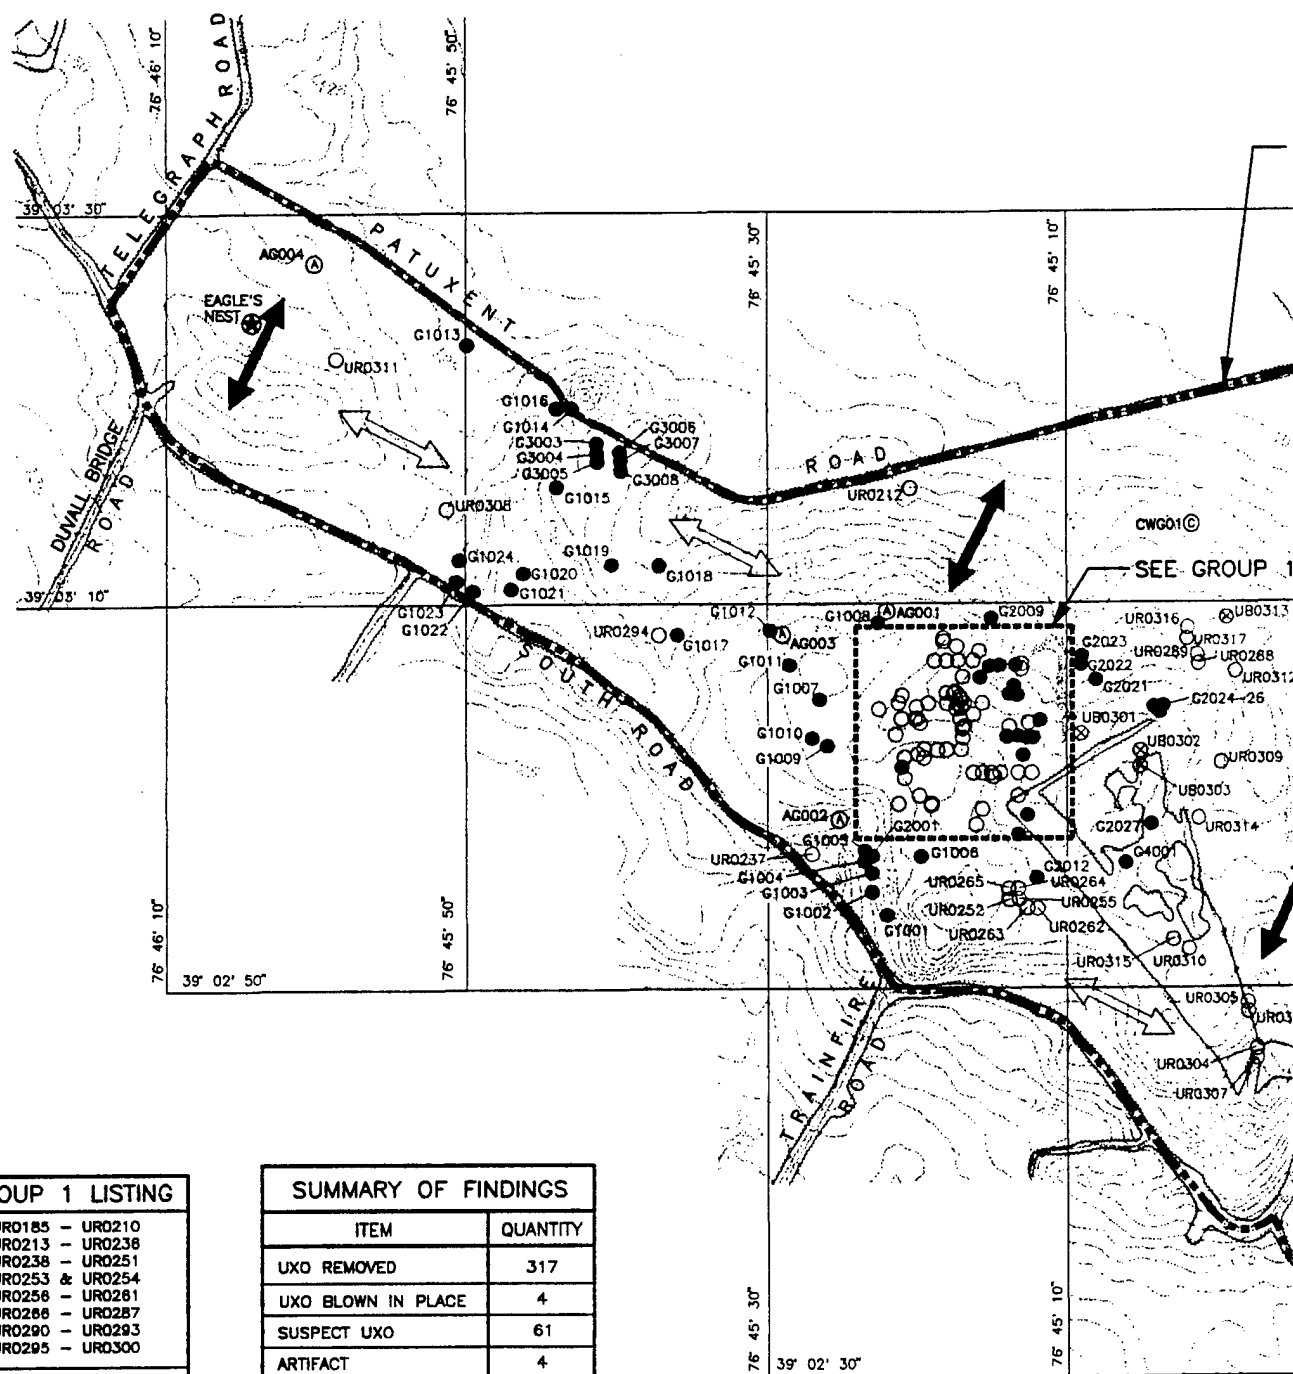 TELEGRAPH ROAD
76° 46' 10"
76° 45' 50"
39° 03' 30"
PATUXENT
76° 45' 30"
76° 45' 10"
AG004
EAGLE'S
NEST
G1013
UR0311
G1016
G1014
G3006
G3007
G3003
G3004
G3005
G3008
G1015
ROAD
UR0212
DUVALL BRIDGE
ROAD
UR0308
CWG01
G1024
G1019
G1020
G1018
G1021
SEE GROUP 1
39° 03' 10"
G1023
G1022
G1012
G1008
AG001
G2009
UR0316
UB0313
UR0294
G1017
AG003
G2023
UR0317
UR0289
UR0288
G1011
G2022
UR0312
G1007
G2021
G2024-26
SOUTH ROAD
G1010
UB0301
UB0302
G1009
UR0309
UB0303
AG002
G1005
G2001
G2027
UR0314
UR0237
G1006
G4001
G1004
G2012
G1003
UR0265
UR0264
G1002
UR0252
UR0255
G1001
UR0263
UR0262
76° 46' 10"
76° 45' 50"
UR0315
UR0310
39° 02' 50"
UR0305
UR03
TRAINFIRE
ROAD
UR0304
UR0307
OUP 1 LISTING
UR0185 - UR0210
UR0213 - UR0236
UR0238 - UR0251
UR0253 & UR0254
UR0256 - UR0261
UR0266 - UR0287
UR0290 - UR0293
UR0295 - UR0300
SUMMARY OF FINDINGS
ITEM QUANTITY
UXO REMOVED 317
UXO BLOWN IN PLACE 4
SUSPECT UXO 61
ARTIFACT 4
76° 45' 30"
76° 45' 10"
39° 02' 30"